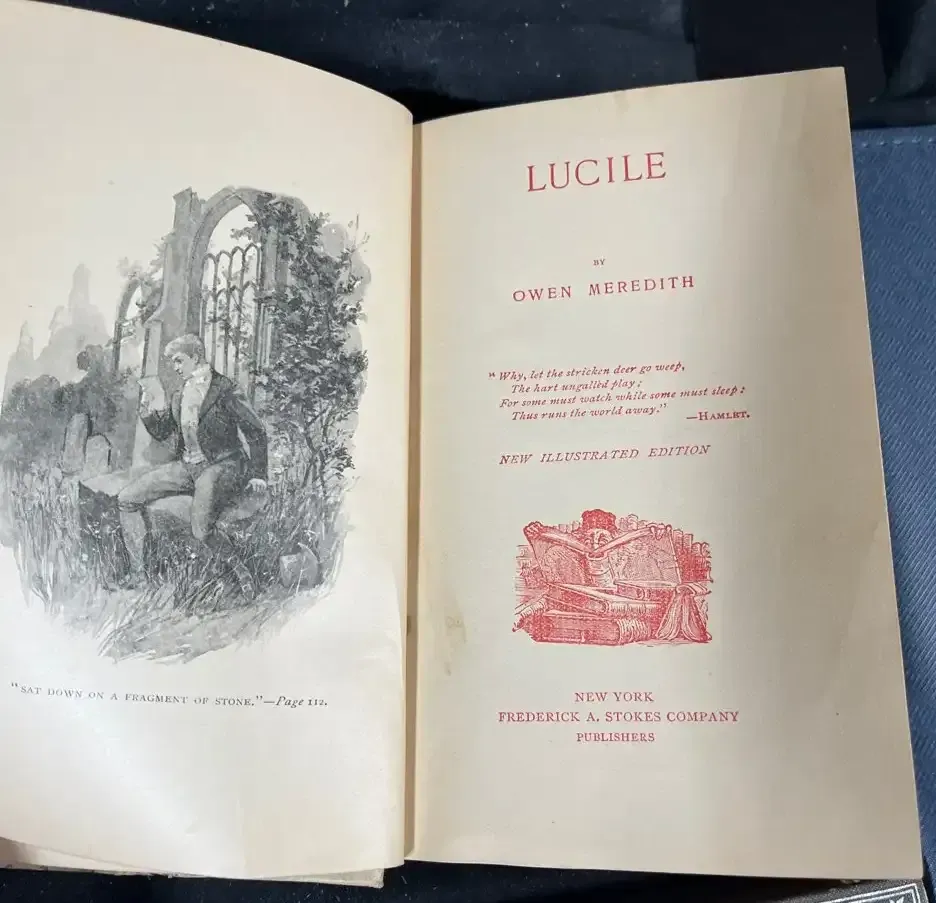 "SAT DOWN ON A FRAGMENT OF STONE."—Page 112.
LUCILE
BY
OWEN MEREDITH
"Why, let the stricken deer go weep,
The hart ungallèd play;
For some must watch while some must sleep:
Thus runs the world away."
—HAMLET.
NEW ILLUSTRATED EDITION
NEW YORK
FREDERICK A. STOKES COMPANY
PUBLISHERS